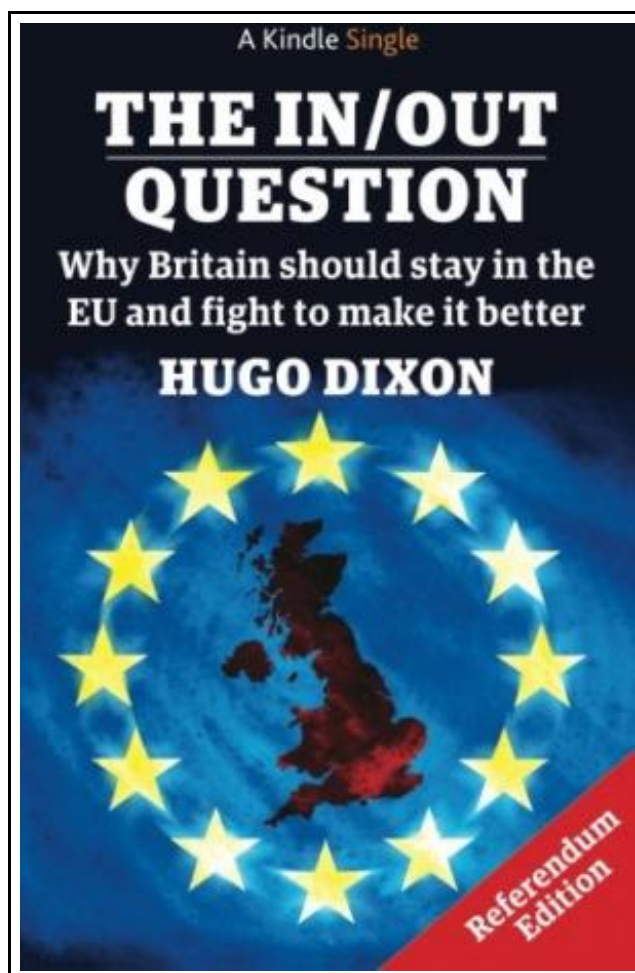 A Kindle Single
THE IN/OUT
QUESTION
Why Britain should stay in the
EU and fight to make it better
HUGO DIXON
Referendum
Edition